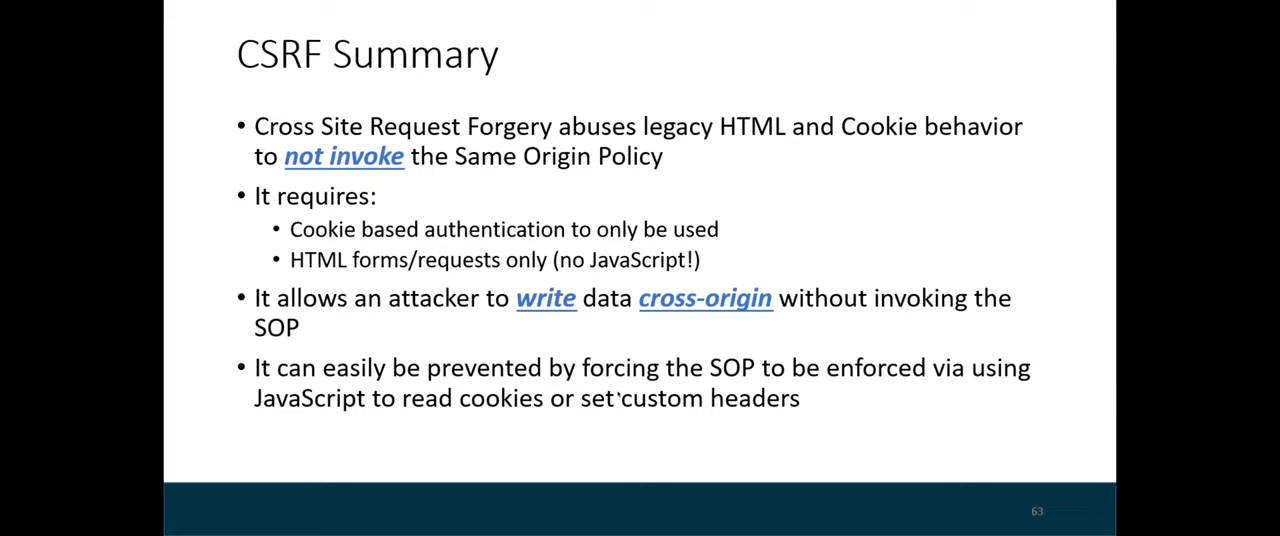 CSRF Summary
• Cross Site Request Forgery abuses legacy HTML and Cookie behavior
to not invoke the Same Origin Policy
• It requires:
• Cookie based authentication to only be used
• HTML forms/requests only (no JavaScript!)
• It allows an attacker to write data cross-origin without invoking the
SOP
• It can easily be prevented by forcing the SOP to be enforced via using
JavaScript to read cookies or set custom headers
63